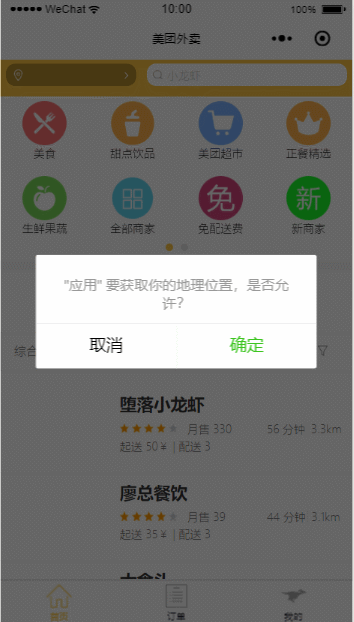 WeChat 10:00 100%
美团外卖
小龙虾
美食 甜点饮品 美团超市 正餐精选
免 新
生鲜果蔬 全部商家 免配送费 新商家
"应用" 要获取你的地理位置，是否允
许？
取消 确定
综合
堕落小龙虾
月售 330 56 分钟 3.3km
起送 50 ¥ | 配送 3
廖总餐饮
月售 39 44 分钟 3.1km
起送 35 ¥ | 配送 3
首页 订单 我的